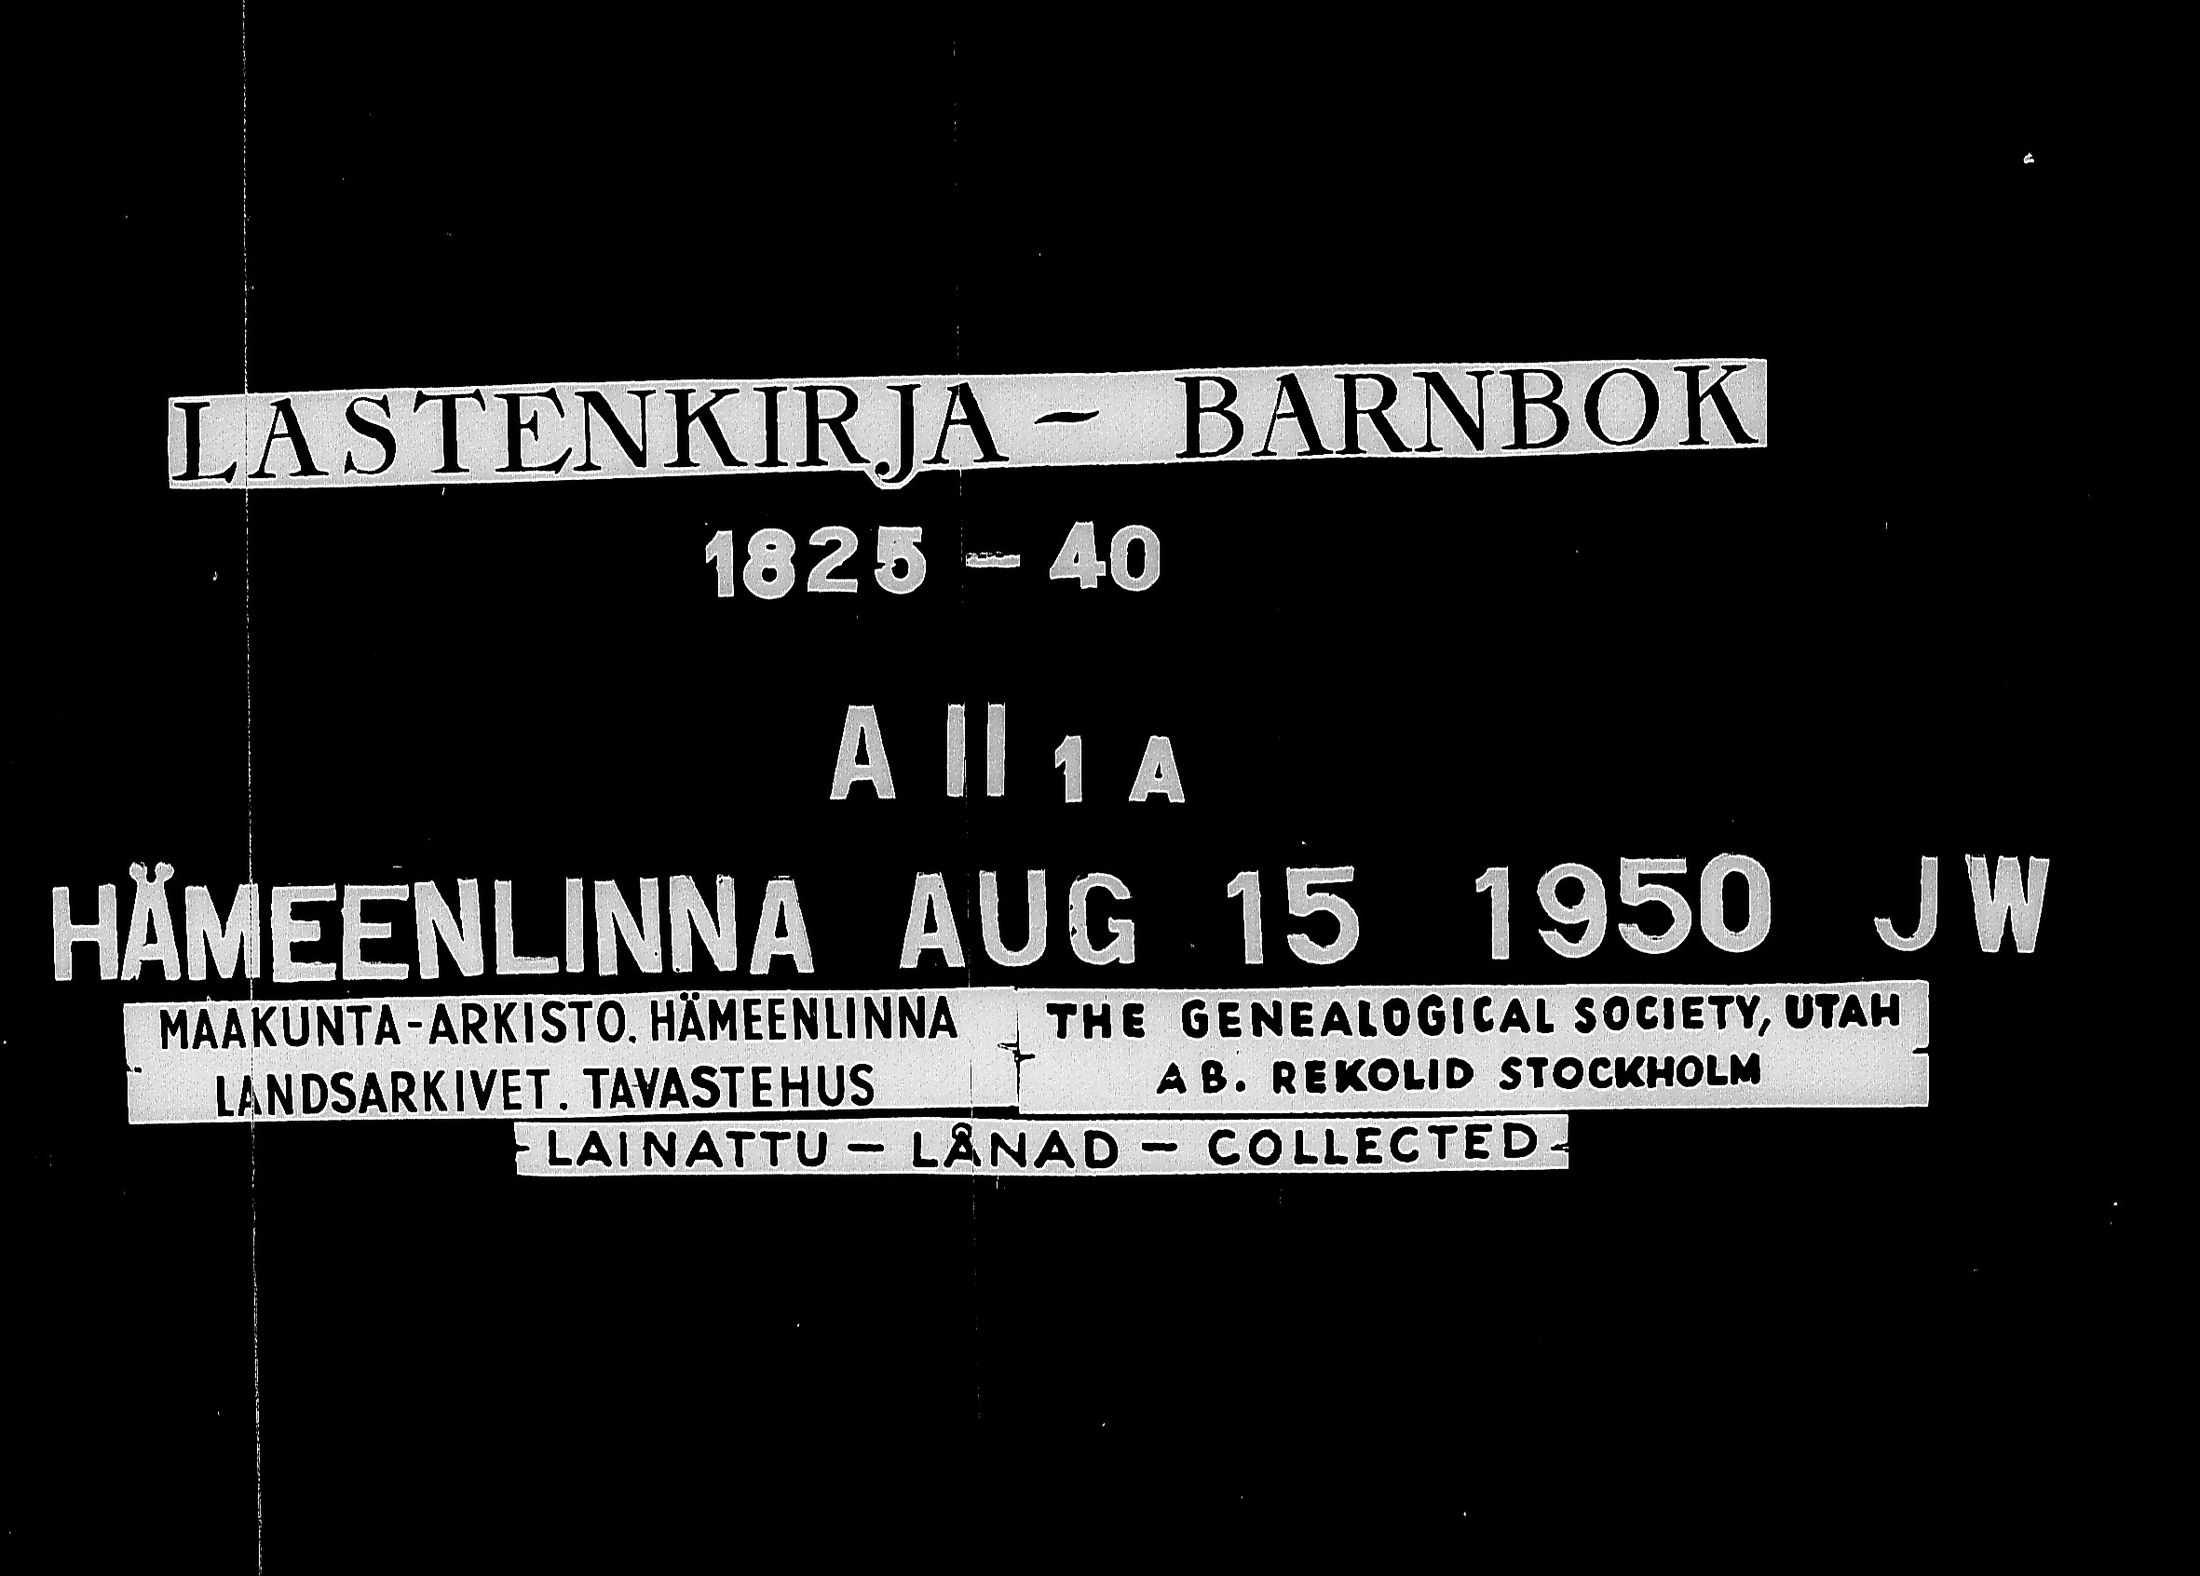 LASTENKIRJA - BARNBOK
1825-40
A II 1 A
HÄMEENLINNA AUG 15 1950 JW
MAAKUNTA-ARKISTO. HÄMEENLINNA
LANDSARKIVET. TAVASTEHUS
THE GENEALOGICAL SOCIETY, UTAH
AB. REKOLID STOCKHOLM
LAINATTU - LÅNAD - COLLECTED